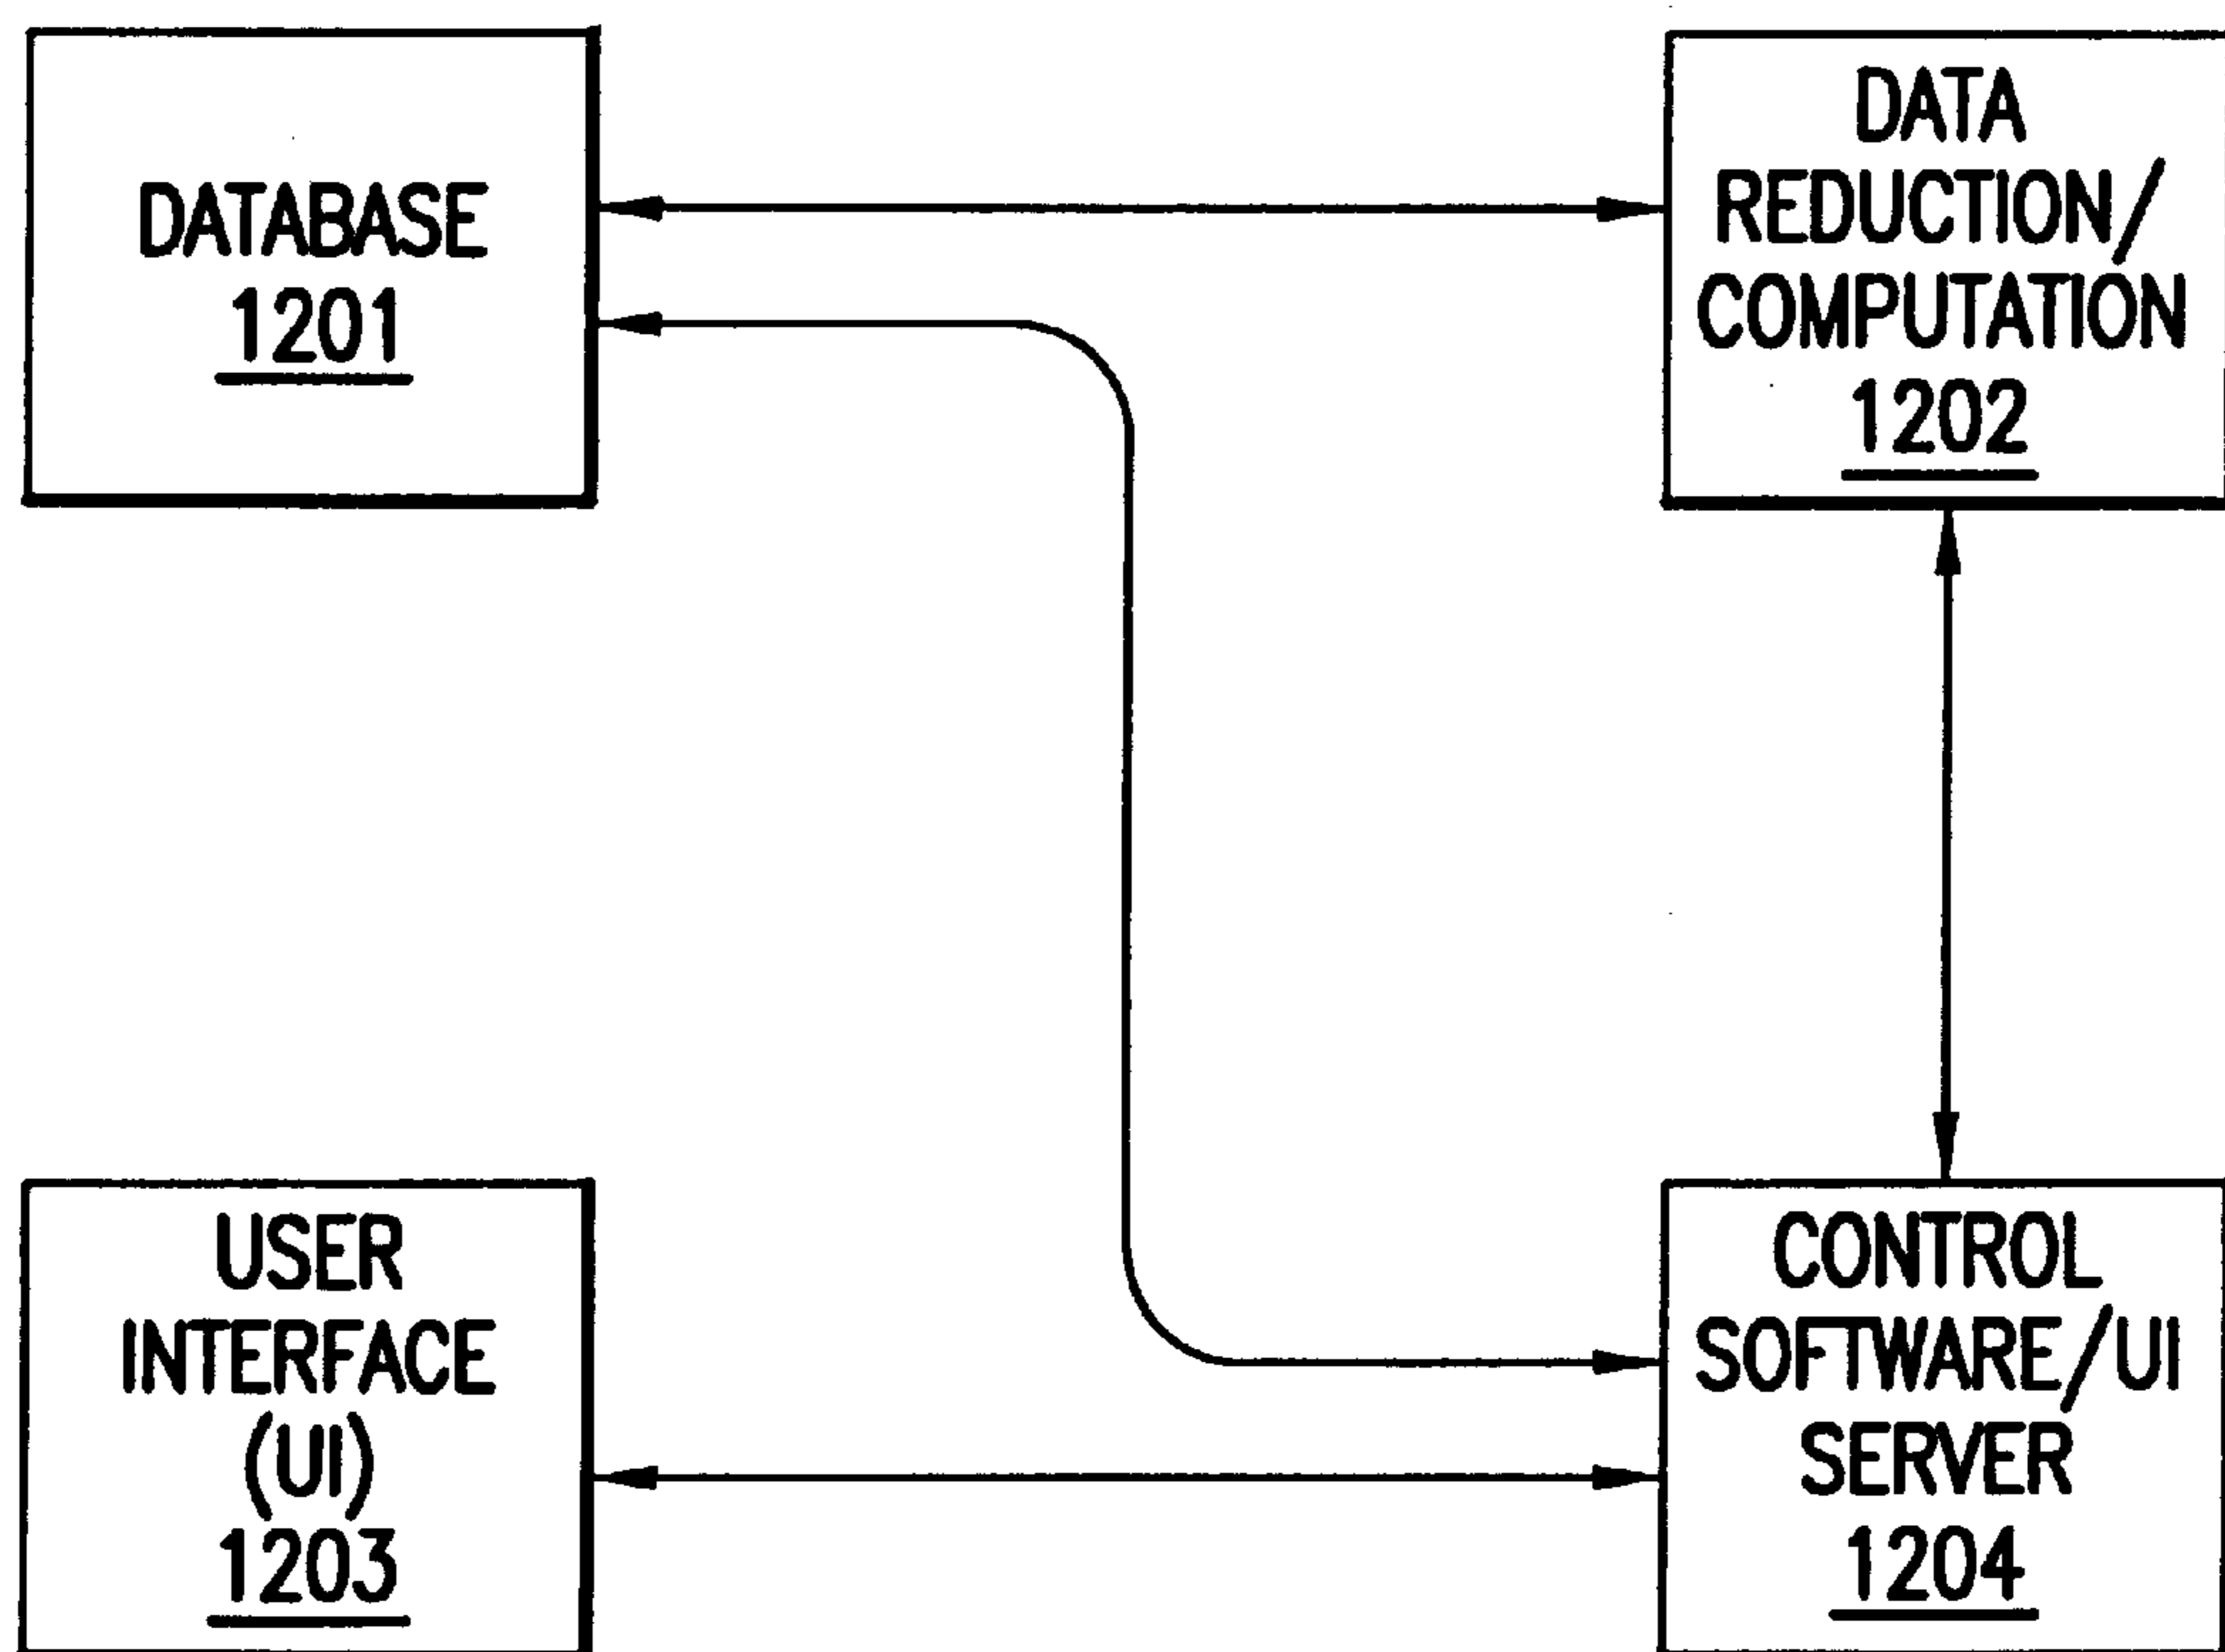 DATABASE
1201
DATA
REDUCTION/
COMPUTATION
1202
USER
INTERFACE
(UI)
1203
CONTROL
SOFTWARE/UI
SERVER
1204